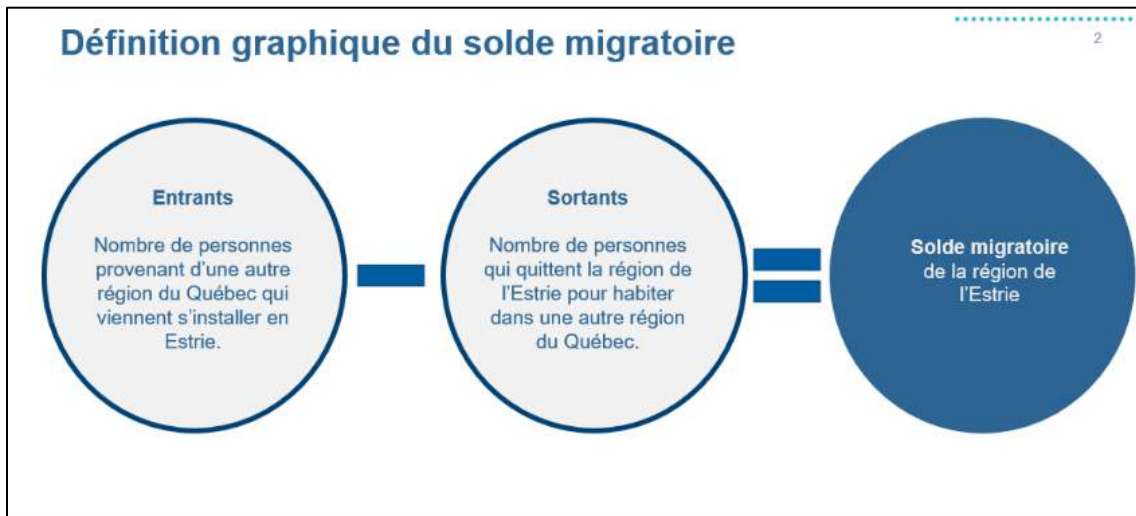 Définition graphique du solde migratoire
2
Entrants
Nombre de personnes
provenant d’une autre
région du Québec qui
viennent s’installer en
Estrie.
Sortants
Nombre de personnes
qui quittent la région de
l’Estrie pour habiter
dans une autre région
du Québec.
Solde migratoire
de la région de
l’Estrie